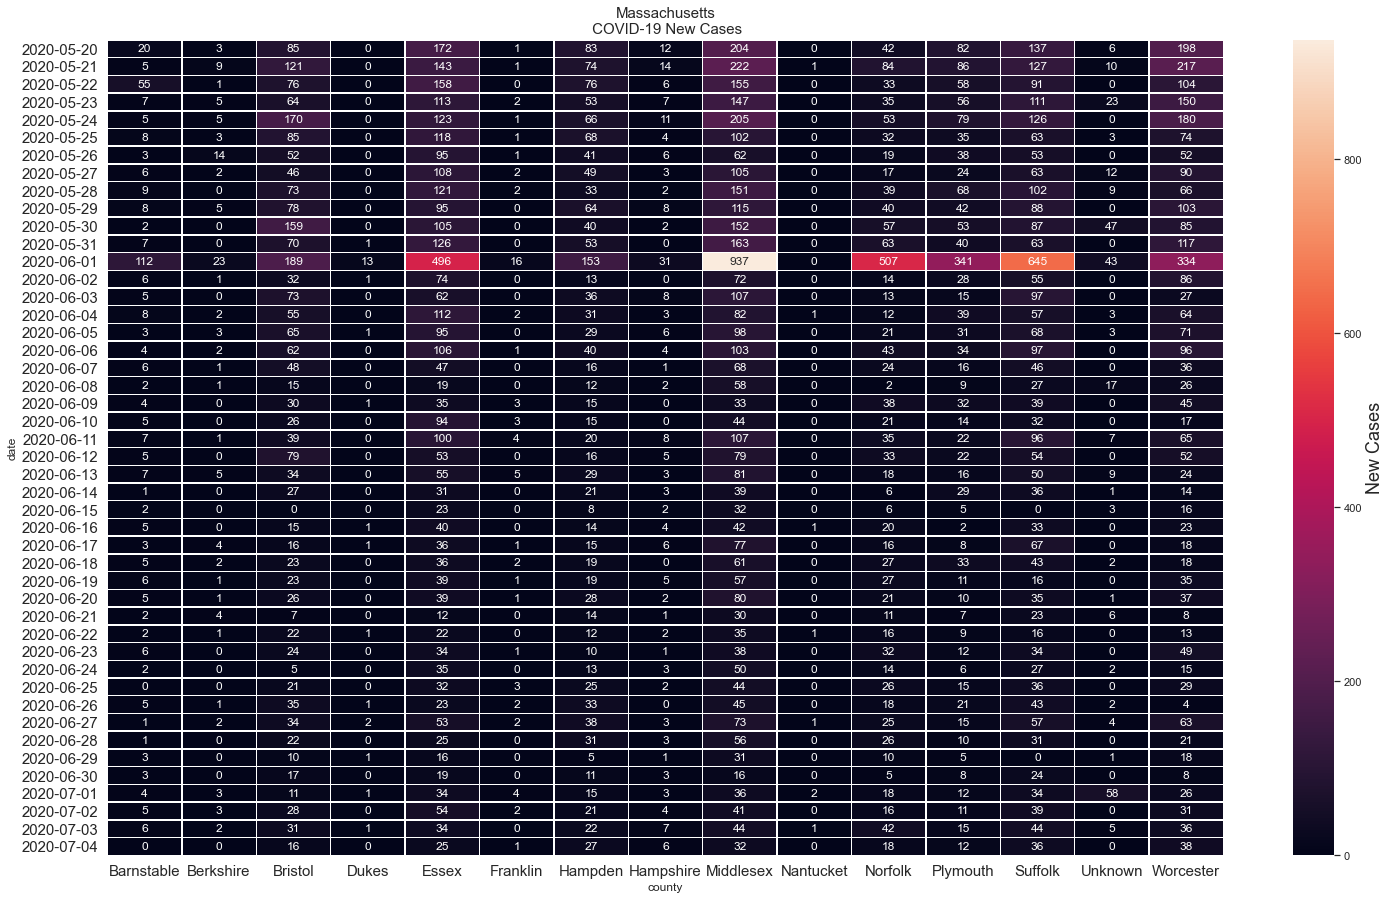 Massachusetts
COVID-19 New Cases
2020-05-20 20 3 85 0 172 1 83 12 204 0 42 82 137 6 198
2020-05-21 5 9 121 0 143 1 74 14 222 1 84 86 127 10 217
2020-05-22 55 1 76 0 158 0 76 6 155 0 33 58 91 0 104
2020-05-23 7 5 64 0 113 2 53 7 147 0 35 56 111 23 150
2020-05-24 5 5 170 0 123 1 66 11 205 0 53 79 126 0 180
2020-05-25 8 3 85 0 118 1 68 4 102 0 32 35 63 3 74
2020-05-26 3 14 52 0 95 1 41 6 62 0 19 38 53 0 52
2020-05-27 6 2 46 0 108 2 49 3 105 0 17 24 63 12 90
2020-05-28 9 0 73 0 121 2 33 2 151 0 39 68 102 9 66
2020-05-29 8 5 78 0 95 0 64 8 115 0 40 42 88 0 103
2020-05-30 2 0 159 0 105 0 40 2 152 0 57 53 87 47 85
2020-05-31 7 0 70 1 126 0 53 0 163 0 63 40 63 0 117
2020-06-01 112 23 189 13 496 16 153 31 937 0 507 341 645 43 334
2020-06-02 6 1 32 1 74 0 13 0 72 0 14 28 55 0 86
2020-06-03 5 0 73 0 62 0 36 8 107 0 13 15 97 0 27
2020-06-04 8 2 55 0 112 2 31 3 82 1 12 39 57 3 64
2020-06-05 3 3 65 1 95 0 29 6 98 0 21 31 68 3 71
2020-06-06 4 2 62 0 106 1 40 4 103 0 43 34 97 0 96
2020-06-07 6 1 48 0 47 0 16 1 68 0 24 16 46 0 36
2020-06-08 2 1 15 0 19 0 12 2 58 0 2 9 27 17 26
2020-06-09 4 0 30 1 35 3 15 0 33 0 38 32 39 0 45
2020-06-10 5 0 26 0 94 3 15 0 44 0 21 14 32 0 17
2020-06-11 7 1 39 0 100 4 20 8 107 0 35 22 96 7 65
2020-06-12 5 0 79 0 53 0 16 5 79 0 33 22 54 0 52
2020-06-13 7 5 34 0 55 5 29 3 81 0 18 16 50 9 24
2020-06-14 1 0 27 0 31 0 21 3 39 0 6 29 36 1 14
2020-06-15 2 0 0 0 23 0 8 2 32 0 6 5 0 3 16
2020-06-16 5 0 15 1 40 0 14 4 42 1 20 2 33 0 23
2020-06-17 3 4 16 1 36 1 15 6 77 0 16 8 67 0 18
2020-06-18 5 2 23 0 36 2 19 0 61 0 27 33 43 2 18
2020-06-19 6 1 23 0 39 1 19 5 57 0 27 11 16 0 35
2020-06-20 5 1 26 0 39 1 28 2 80 0 21 10 35 1 37
2020-06-21 2 4 7 0 12 0 14 1 30 0 11 7 23 6 8
2020-06-22 2 1 22 1 22 0 12 2 35 1 16 9 16 0 13
2020-06-23 6 0 24 0 34 1 10 1 38 0 32 12 34 0 49
2020-06-24 2 0 5 0 35 0 13 3 50 0 14 6 27 2 15
2020-06-25 0 0 21 0 32 3 25 2 44 0 26 15 36 0 29
2020-06-26 5 1 35 1 23 2 33 0 45 0 18 21 43 2 4
2020-06-27 1 2 34 2 53 2 38 3 73 1 25 15 57 4 63
2020-06-28 1 0 22 0 25 0 31 3 56 0 26 10 31 0 21
2020-06-29 3 0 10 1 16 0 5 1 31 0 10 5 0 1 18
2020-06-30 3 0 17 0 19 0 11 3 16 0 5 8 24 0 8
2020-07-01 4 3 11 1 34 4 15 3 36 2 18 12 34 58 26
2020-07-02 5 3 28 0 54 2 21 4 41 0 16 11 39 0 31
2020-07-03 6 2 31 1 34 0 22 7 44 1 42 15 44 5 36
2020-07-04 0 0 16 0 25 1 27 6 32 0 18 12 36 0 38
Barnstable Berkshire Bristol Dukes Essex Franklin Hampden Hampshire Middlesex Nantucket Norfolk Plymouth Suffolk Unknown Worcester
county
date
800
600
400
200
0
New Cases